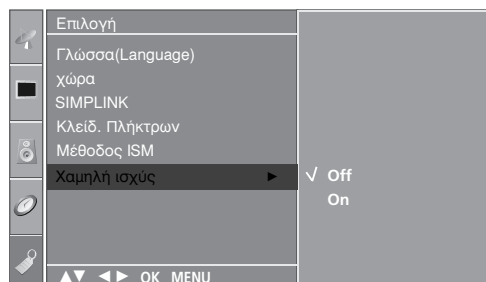 Επιλογή
Γλώσσα(Language)
χώρα
SIMPLINK
Κλείδ. Πλήκτρων
Μέθοδος ISM
Χαμηλή ισχύς ► √ Off
On
▲▼ ◄► OK MENU